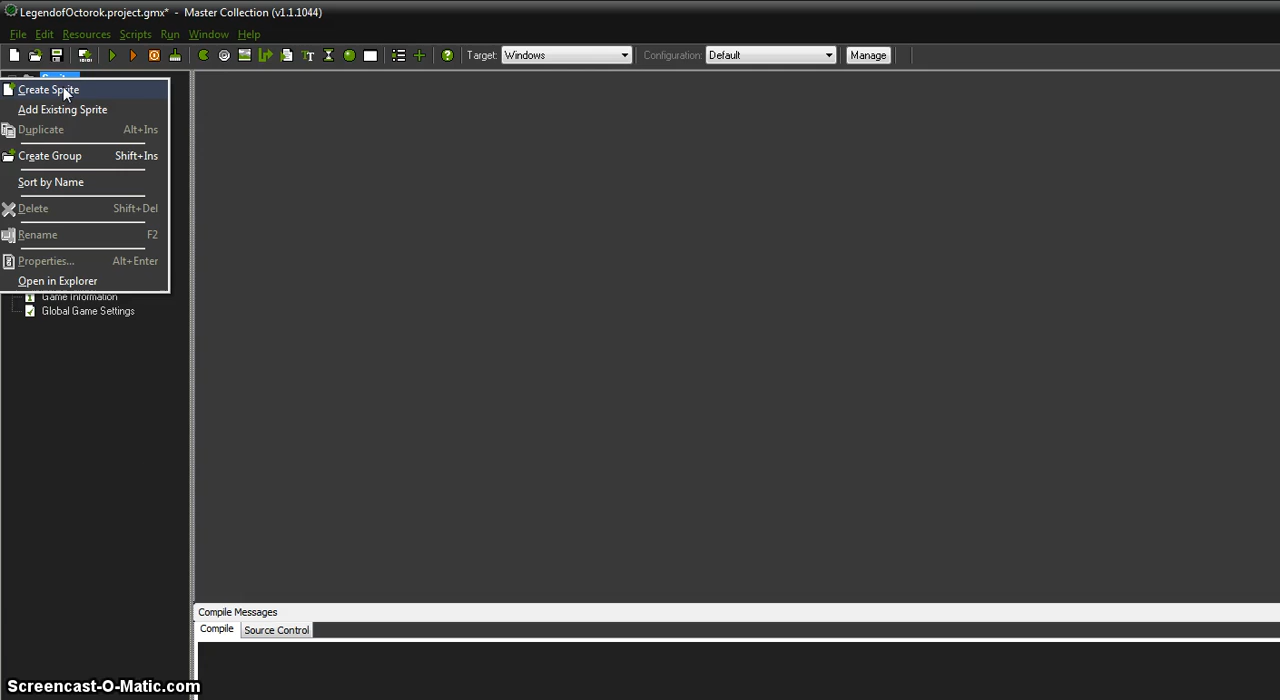 LegendofOctorok.project.gmx* - Master Collection (v1.1.1044)
File Edit Resources Scripts Run Window Help
Target: Windows Configuration: Default Manage
Create Sprite
Add Existing Sprite
Duplicate Alt+Ins
Create Group Shift+Ins
Sort by Name
Delete Shift+Del
Rename F2
Properties... Alt+Enter
Open in Explorer
Game Information
Global Game Settings
Compile Messages
Compile Source Control
Screencast-O-Matic.com